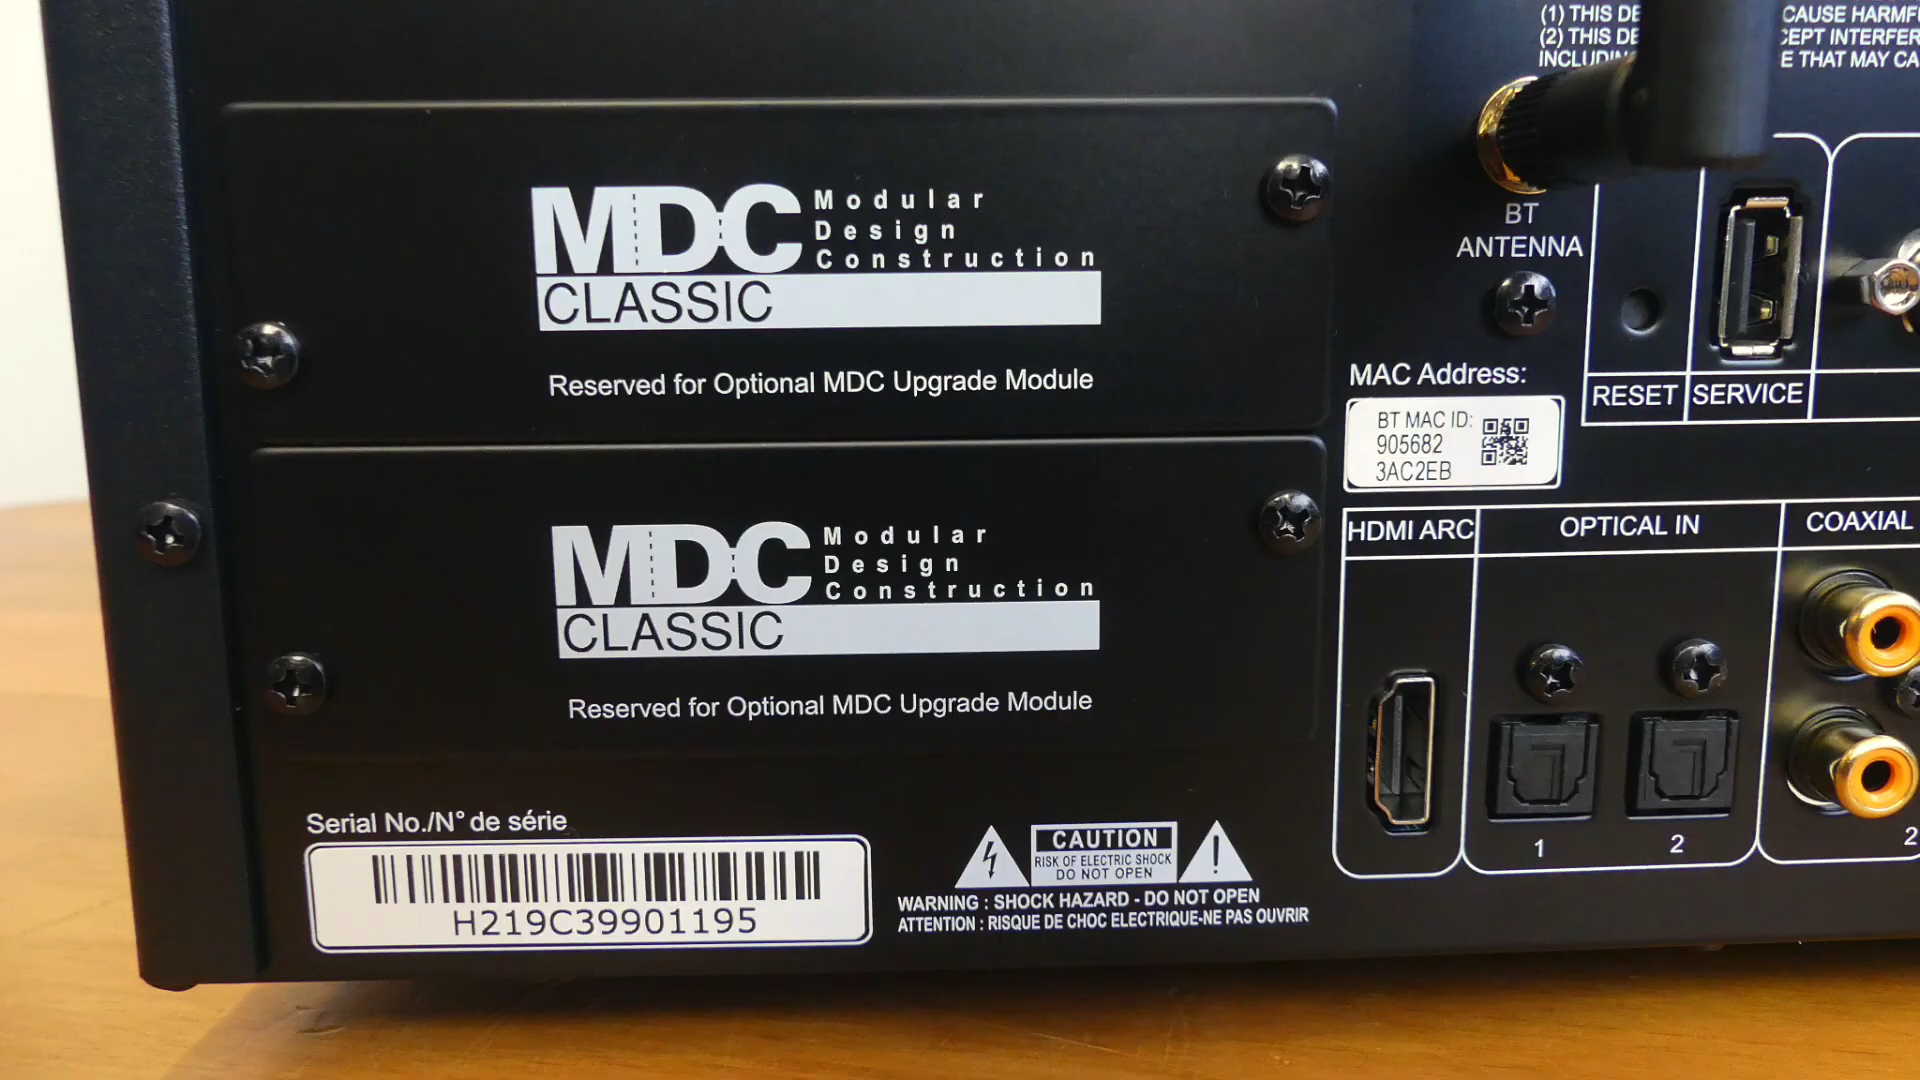 (1) THIS DE
CAUSE HARMF
(2) THIS DE
CEPT INTERFER
INCLUDIN
E THAT MAY CA
MDC Modular
Design
Construction
CLASSIC
Reserved for Optional MDC Upgrade Module
BT
ANTENNA
RESET
SERVICE
MAC Address:
BT MAC ID:
905682
3AC2EB
MDC Modular
Design
Construction
CLASSIC
Reserved for Optional MDC Upgrade Module
HDMI ARC
OPTICAL IN
COAXIAL
1
2
2
Serial No./N° de série
H219C39901195
CAUTION
RISK OF ELECTRIC SHOCK
DO NOT OPEN
WARNING : SHOCK HAZARD - DO NOT OPEN
ATTENTION : RISQUE DE CHOC ELECTRIQUE-NE PAS OUVRIR